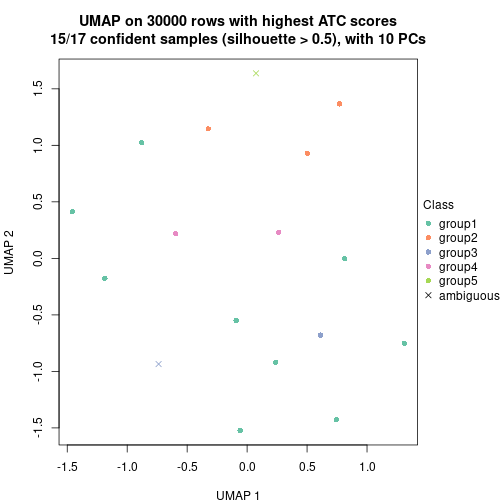 UMAP on 30000 rows with highest ATC scores
15/17 confident samples (silhouette > 0.5), with 10 PCs
1.5
1.0
0.5
0.0
-0.5
-1.0
-1.5
UMAP 2
-1.5 -1.0 -0.5 0.0 0.5 1.0
UMAP 1
Class
group1
group2
group3
group4
group5
ambiguous